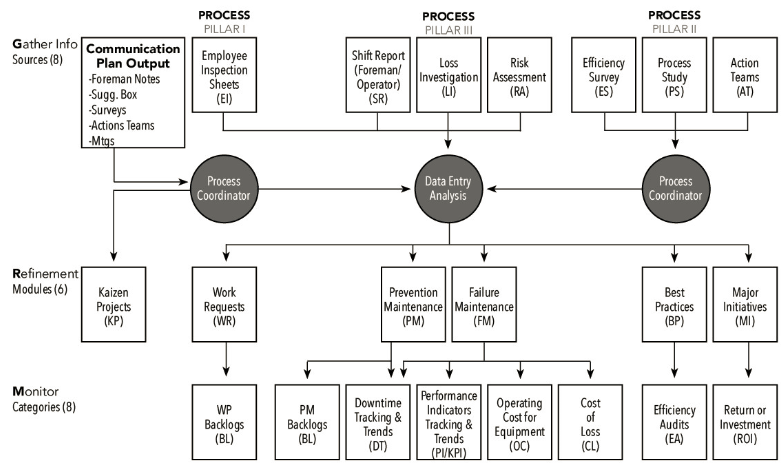 PROCESS
PILLAR I
PROCESS
PILLAR III
PROCESS
PILLAR II
Gather Info
Sources (8)
Communication
Plan Output
-Foreman Notes
-Sugg. Box
-Surveys
-Actions Teams
-Mtgs
Employee
Inspection
Sheets
(EI)
Shift Report
(Foreman/
Operator)
(SR)
Loss
Investigation
(LI)
Risk
Assessment
(RA)
Efficiency
Survey
(ES)
Process
Study
(PS)
Action
Teams
(AT)
Process
Coordinator
Data Entry
Analysis
Process
Coordinator
Refinement
Modules (6)
Kaizen
Projects
(KP)
Work
Requests
(WR)
Prevention
Maintenance
(PM)
Failure
Maintenance
(FM)
Best
Practices
(BP)
Major
Initiatives
(MI)
Monitor
Categories (8)
WP
Backlogs
(BL)
PM
Backlogs
(BL)
Downtime
Tracking &
Trends
(DT)
Performance
Indicators
Tracking &
Trends
(PI/KPI)
Operating
Cost for
Equipment
(OC)
Cost
of
Loss
(CL)
Efficiency
Audits
(EA)
Return or
Investment
(ROI)